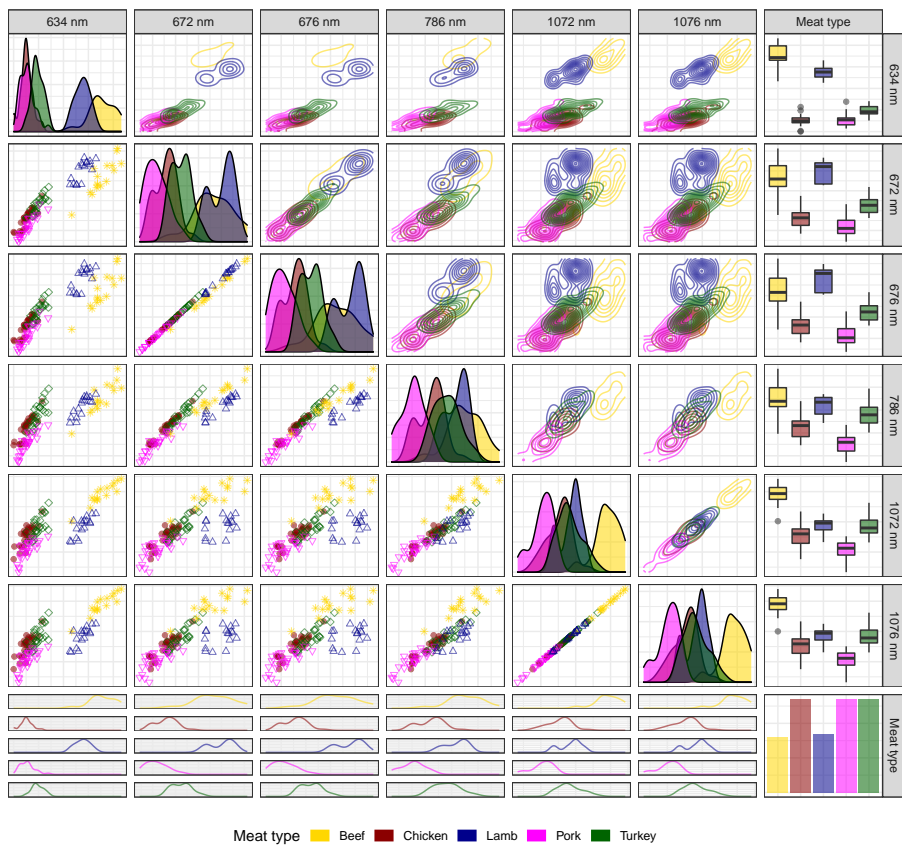 634 nm 672 nm 676 nm 786 nm 1072 nm 1076 nm Meat type
634 nm
672 nm
676 nm
786 nm
1072 nm
1076 nm
Meat type
Meat type Beef Chicken Lamb Pork Turkey